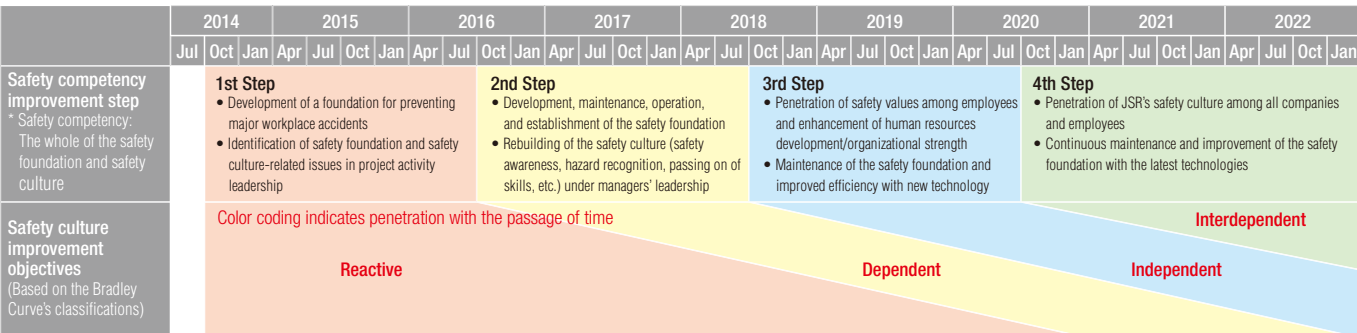 2014 2015 2016 2017 2018 2019 2020 2021 2022
Jul Oct Jan Apr Jul Oct Jan Apr Jul Oct Jan Apr Jul Oct Jan Apr Jul Oct Jan Apr Jul Oct Jan Apr Jul Oct Jan Apr Jul Oct Jan Apr Jul Oct Jan
Safety competency
improvement step
* Safety competency:
The whole of the safety
foundation and safety
culture
1st Step
• Development of a foundation for preventing
major workplace accidents
• Identification of safety foundation and safety
culture-related issues in project activity
leadership
2nd Step
• Development, maintenance, operation,
and establishment of the safety foundation
• Rebuilding of the safety culture (safety
awareness, hazard recognition, passing on of
skills, etc.) under managers' leadership
3rd Step
• Penetration of safety values among employees
and enhancement of human resources
development/organizational strength
• Maintenance of the safety foundation and
improved efficiency with new technology
4th Step
• Penetration of JSR's safety culture among all companies
and employees
• Continuous maintenance and improvement of the safety
foundation with the latest technologies
Safety culture
improvement
objectives
(Based on the Bradley
Curve's classifications)
Color coding indicates penetration with the passage of time
Interdependent
Reactive
Dependent
Independent